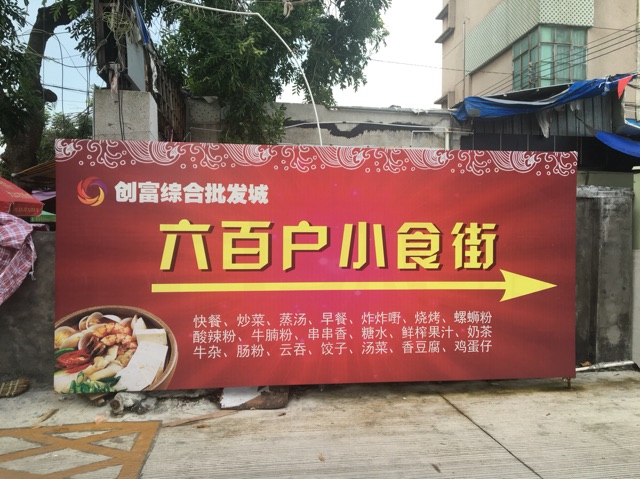 创富综合批发城
六百户小食街
快餐、炒菜、蒸汤、早餐、炸炸嘢、烧烤、螺蛳粉
酸辣粉、牛腩粉、串串香、糖水、鲜榨果汁、奶茶
牛杂、肠粉、云吞、饺子、汤菜、香豆腐、鸡蛋仔